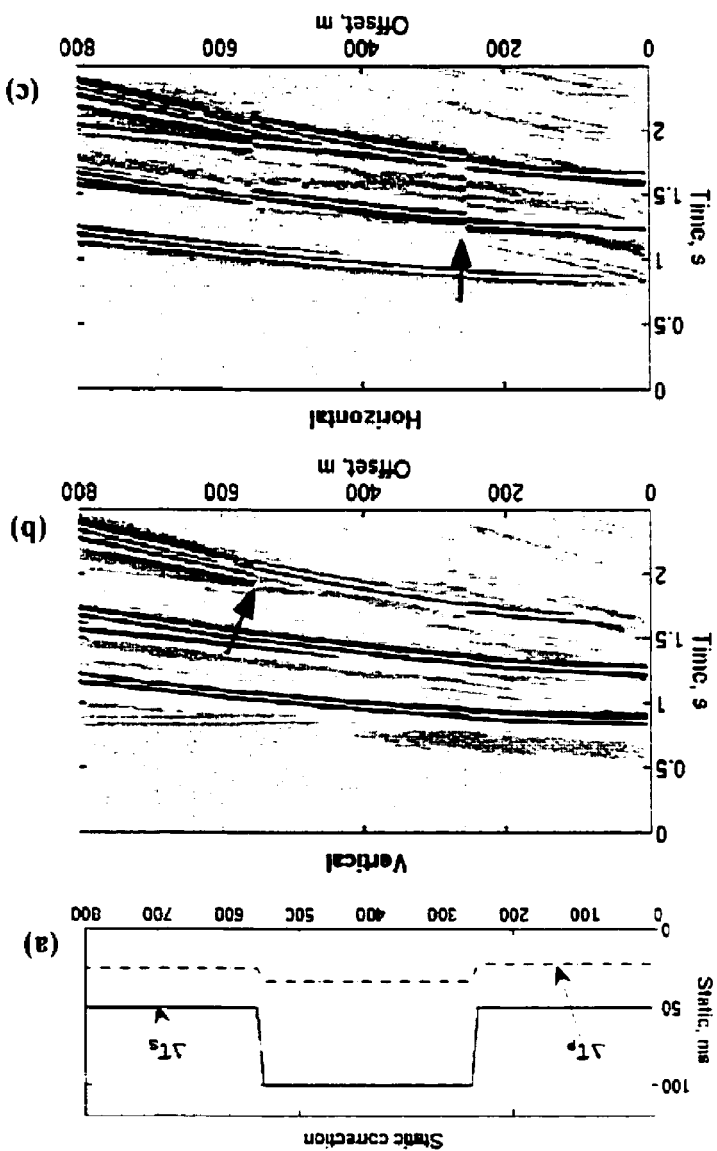 Static correction
(a)
Static, ms
100
50
0
ΔTs
ΔTp
0
100
200
300
400
500
600
700
800
Vertical
(b)
Time, s
0
0.5
1
1.5
2
0
200
400
600
800
Offset, m
Horizontal
(c)
Time, s
0
0.5
1
1.5
2
0
200
400
600
800
Offset, m